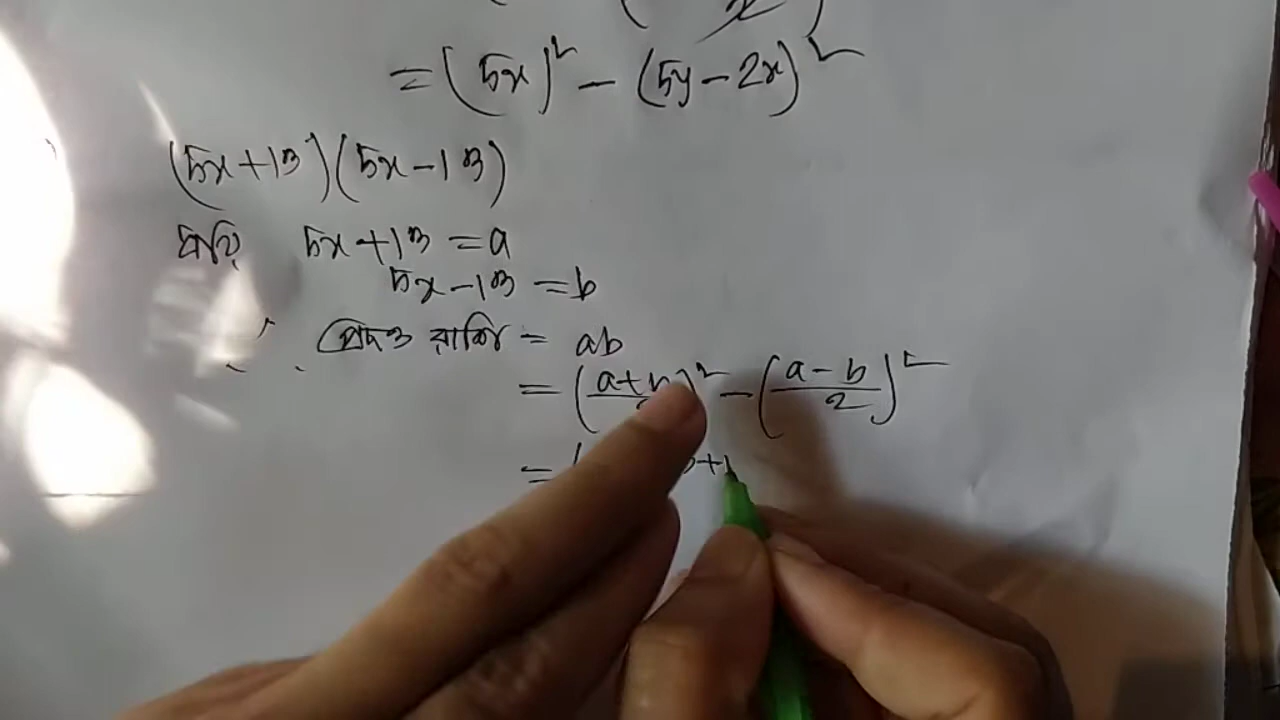 = (5x)² - (5y-2x)²
(5x+13)(5x-13)
ধরি, 5x+13 = a
5x-13 = b
∴ প্রদত্ত রাশি = ab
= (a+b/2)² - (a-b/2)²